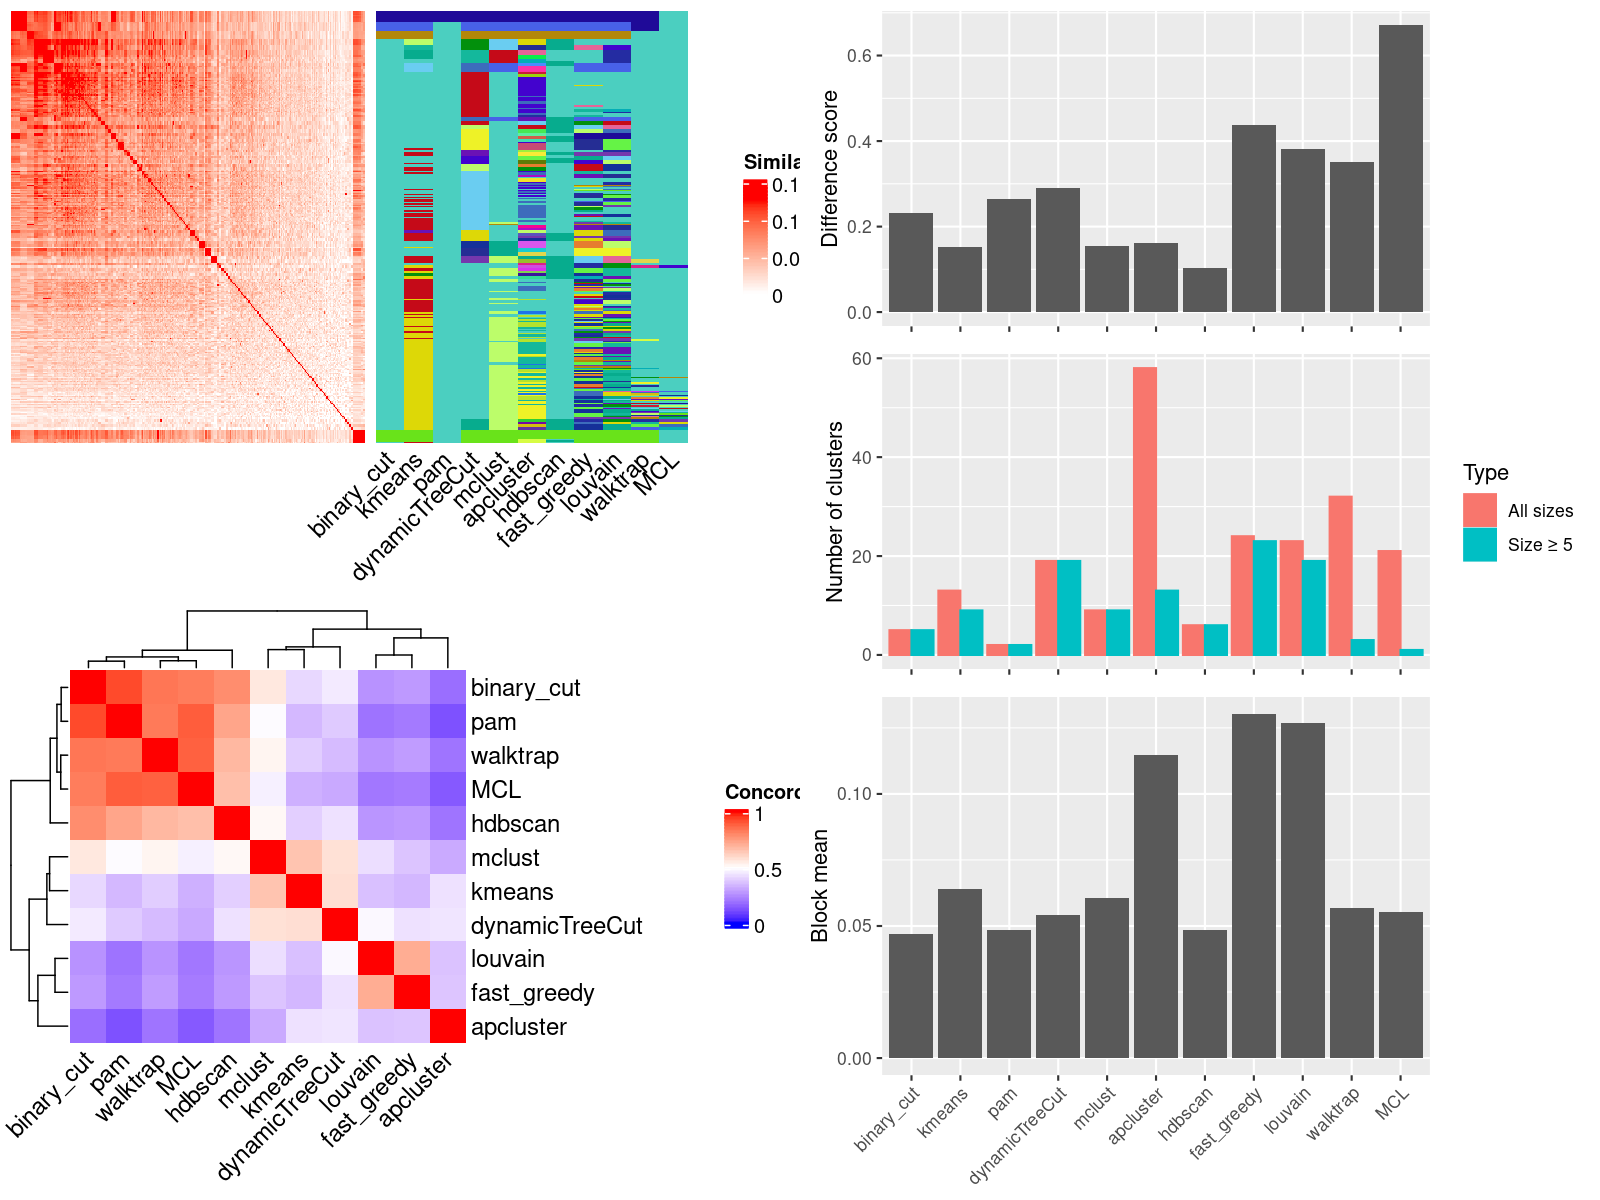 Simila
0.1
0.1
0.0
0
binary_cut
kmeans
pam
dynamicTreeCut
mclust
apcluster
hdbscan
fast_greedy
louvain
walktrap
MCL
binary_cut
pam
walktrap
MCL
hdbscan
mclust
kmeans
dynamicTreeCut
louvain
fast_greedy
apcluster
Concord
1
0.5
0
binary_cut
pam
walktrap
MCL
hdbscan
mclust
kmeans
dynamicTreeCut
louvain
fast_greedy
apcluster
Difference score
0.6
0.4
0.2
0.0
Number of clusters
60
40
20
0
Type
All sizes
Size ≥ 5
Block mean
0.10
0.05
0.00
binary_cut
kmeans
pam
dynamicTreeCut
mclust
apcluster
hdbscan
fast_greedy
louvain
walktrap
MCL